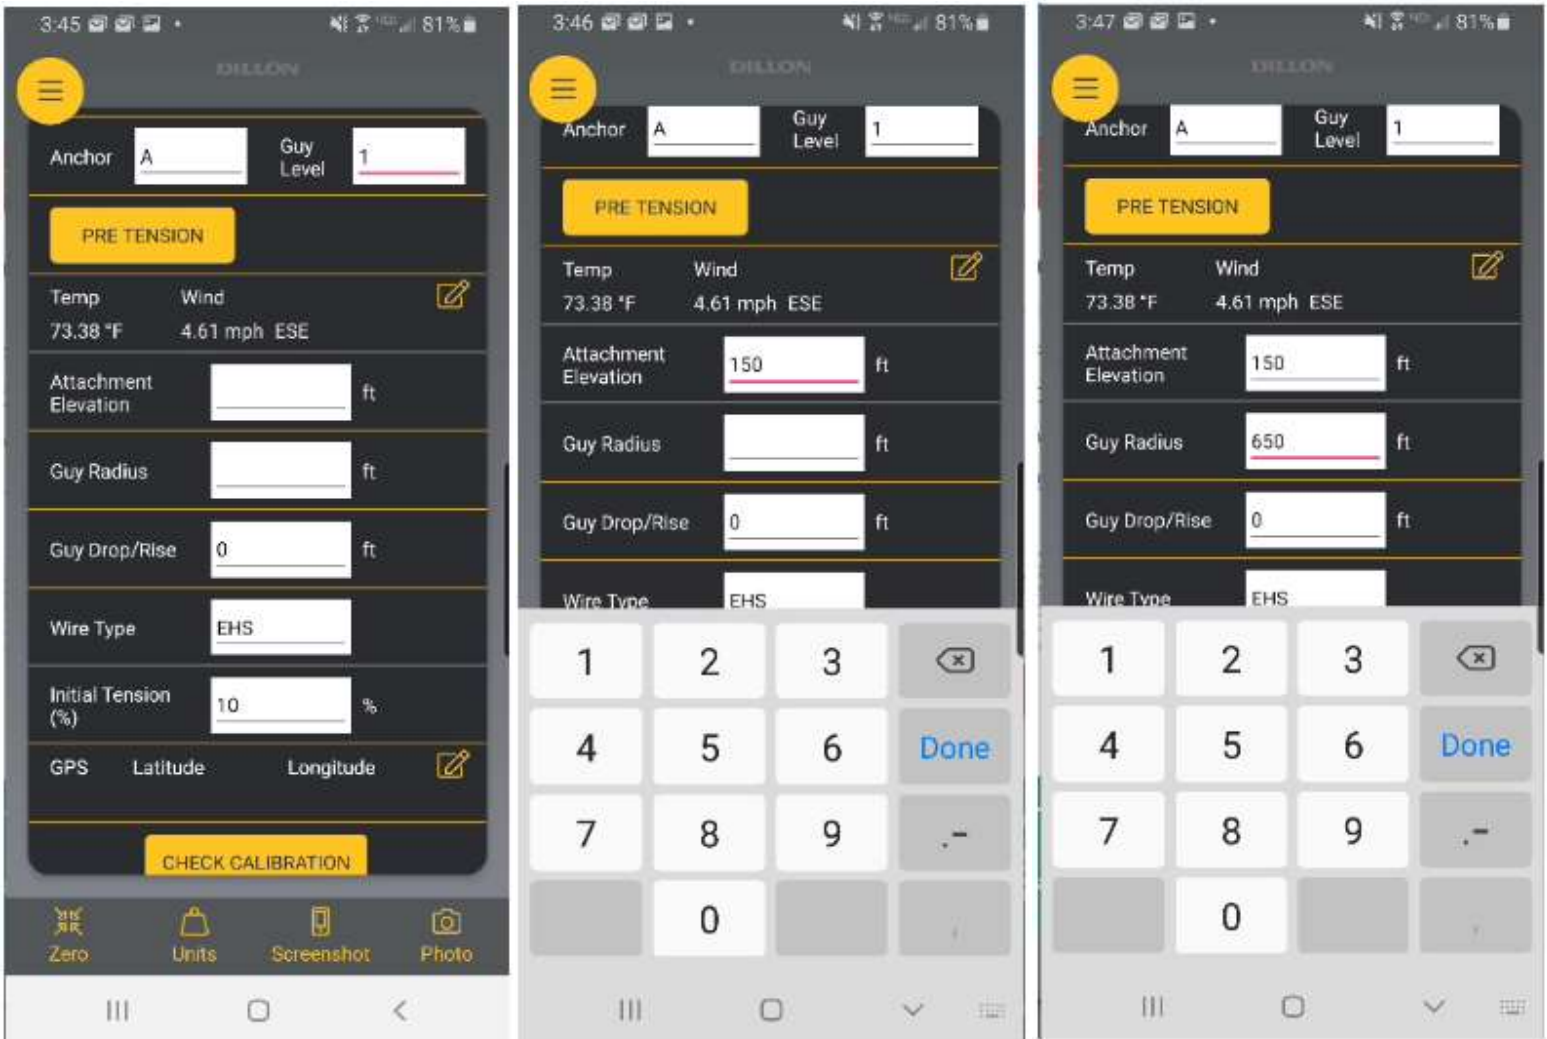 3:45
81%
DILLON
Anchor A Guy Level 1
PRE TENSION
Temp Wind
73.38 °F 4.61 mph ESE
Attachment Elevation ft
Guy Radius ft
Guy Drop/Rise 0 ft
Wire Type EHS
Initial Tension (%) 10 %
GPS Latitude Longitude
CHECK CALIBRATION
Zero Units Screenshot Photo
3:46
81%
DILLON
Anchor A Guy Level 1
PRE TENSION
Temp Wind
73.38 °F 4.61 mph ESE
Attachment Elevation 150 ft
Guy Radius ft
Guy Drop/Rise 0 ft
Wire Type EHS
1 2 3
4 5 6 Done
7 8 9 .-
0 ,
3:47
81%
DILLON
Anchor A Guy Level 1
PRE TENSION
Temp Wind
73.38 °F 4.61 mph ESE
Attachment Elevation 150 ft
Guy Radius 650 ft
Guy Drop/Rise 0 ft
Wire Type EHS
1 2 3
4 5 6 Done
7 8 9 .-
0 ,